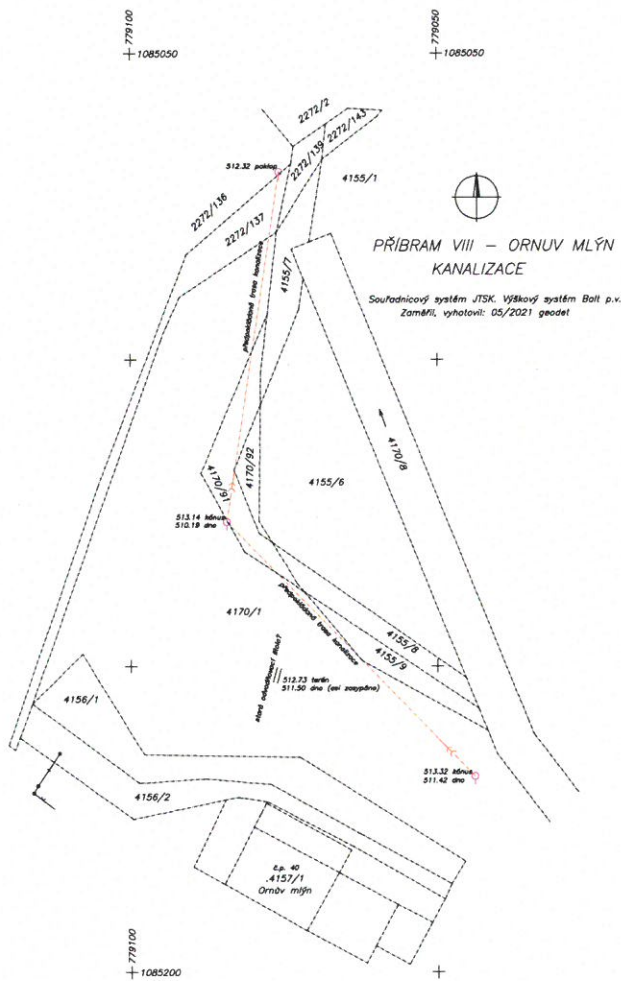 779100
1085050
779050
1085050
2272/2
2272/143
2272/139
512.32 poklop
4155/1
2272/136
2272/137
PŘÍBRAM VIII – ORNUV MLÝN
KANALIZACE
4155/7
předpokládaná trasa kanalizace
Souřadnicový systém JTSK. Výškový systém Balt p.v.
Zaměřil, vyhotovil: 05/2021 geodet
4170/8
4170/92
4170/91
4155/6
513.14 kónus
510.19 dno
4170/1
předpokládaná trasa kanalizace
4155/8
4155/9
stará odvodňovací štola?
512.73 terén
511.50 dno (asi zasypáno)
4156/1
513.32 kónus
511.42 dno
4156/2
č.p. 40
.4157/1
Ornův mlýn
779100
1085200